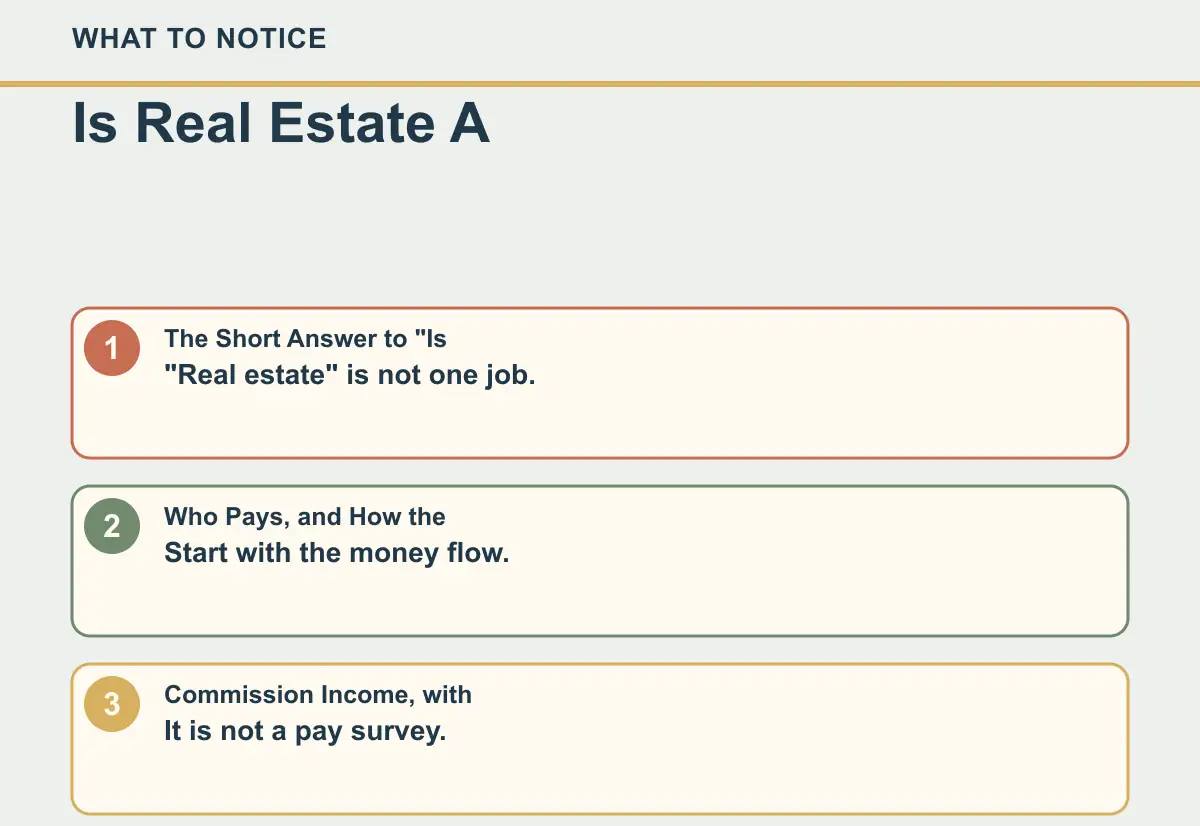 WHAT TO NOTICE
Is Real Estate A
1
The Short Answer to "Is
"Real estate" is not one job.
2
Who Pays, and How the
Start with the money flow.
3
Commission Income, with
It is not a pay survey.